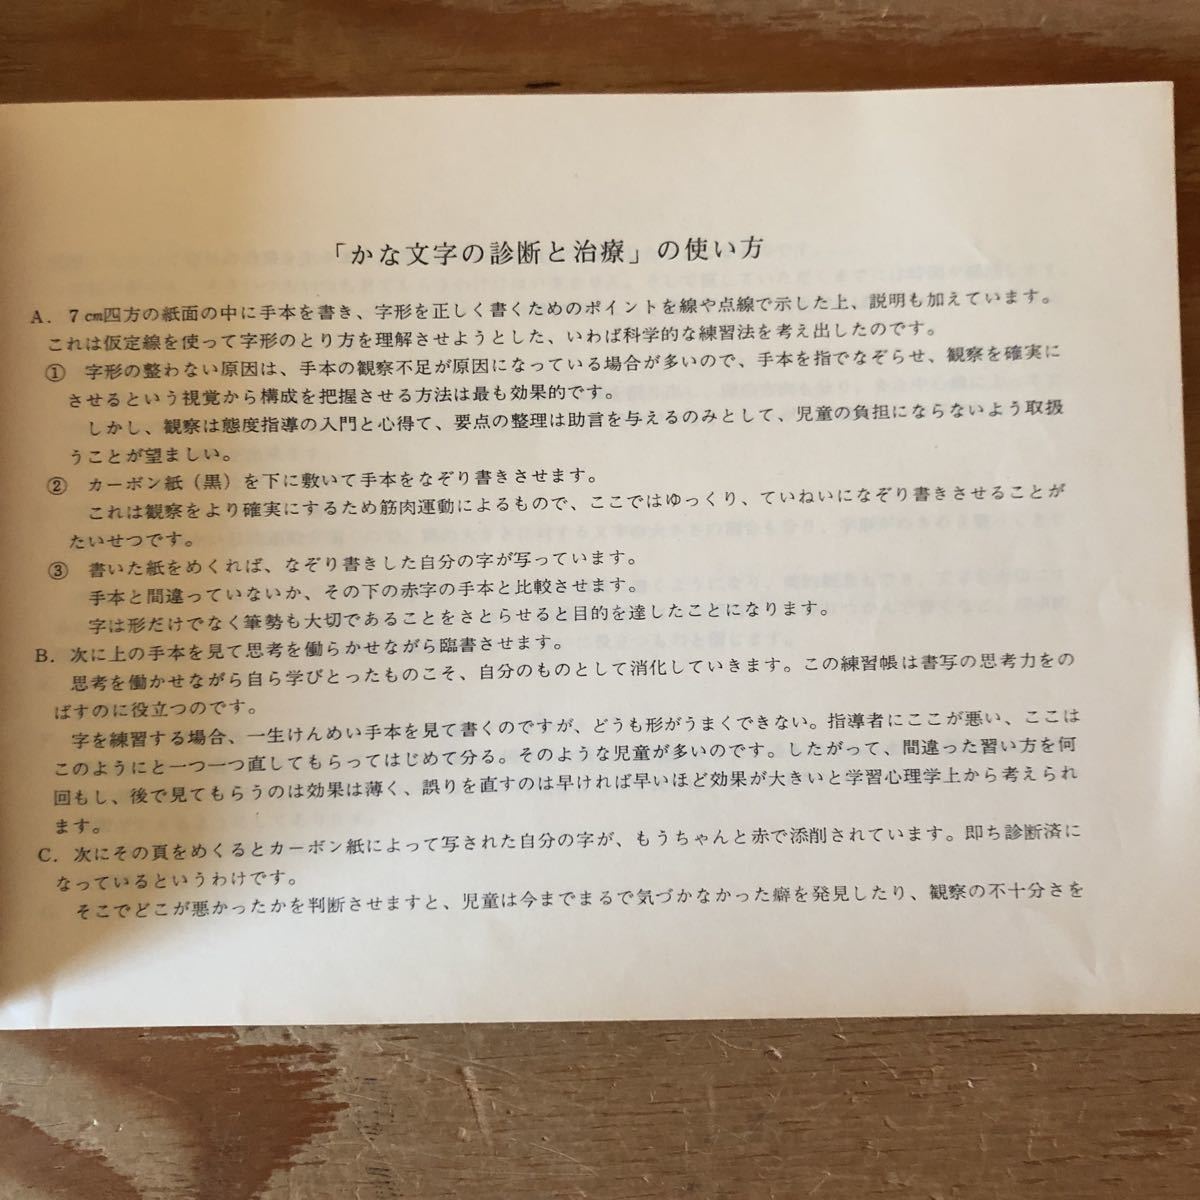 「かな文字の診断と治療」の使い方
A. 7㎝四方の紙面の中に手本を書き、字形を正しく書くためのポイントを線や点線で示した上、説明も加えています。
これは仮定線を使って字形のとり方を理解させようとした、いわば科学的な練習法を考え出したのです。
① 字形の整わない原因は、手本の観察不足が原因になっている場合が多いので、手本を指でなぞらせ、観察を確実に
させるという視覚から構成を把握させる方法は最も効果的です。
しかし、観察は態度指導の入門と心得て、要点の整理は助言を与えるのみとして、児童の負担にならないよう取扱
うことが望ましい。
② カーボン紙(黒)を下に敷いて手本をなぞり書きさせます。
これは観察をより確実にするため筋肉運動によるもので、ここではゆっくり、ていねいになぞり書きさせることが
たいせつです。
③ 書いた紙をめくれば、なぞり書きした自分の字が写っています。
手本と間違っていないか、その下の赤字の手本と比較させます。
字は形だけでなく筆勢も大切であることをさとらせると目的を達したことになります。
B. 次に上の手本を見て思考を働らかせながら臨書させます。
思考を働かせながら自ら学びとったものこそ、自分のものとして消化していきます。この練習帳は書写の思考力をの
ばすのに役立つのです。
字を練習する場合、一生けんめい手本を見て書くのですが、どうも形がうまくできない。指導者にここが悪い、ここは
このようにと一つ一つ直してもらってはじめて分る。そのような児童が多いのです。したがって、間違った習い方を何
回もし、後で見てもらうのは効果は薄く、誤りを直すのは早ければ早いほど効果が大きいと学習心理学上から考えられ
ます。
C. 次にその頁をめくるとカーボン紙によって写された自分の字が、もうちゃんと赤で添削されています。即ち診断済に
なっているというわけです。
そこでどこが悪かったかを判断させますと、児童は今までまるで気づかなかった癖を発見したり、観察の不十分さを